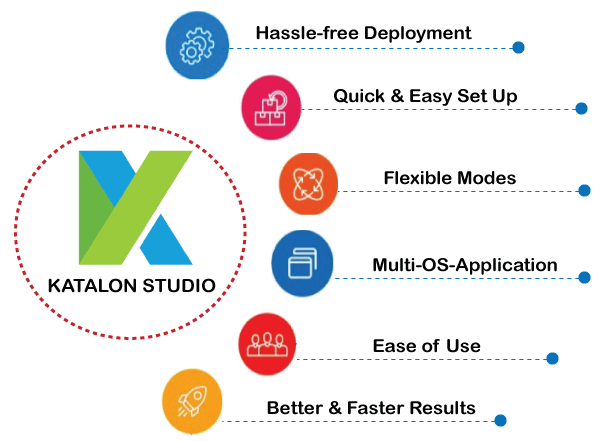 Hassle-free Deployment
Quick & Easy Set Up
Flexible Modes
KATALON STUDIO
Multi-OS-Application
Ease of Use
Better & Faster Results